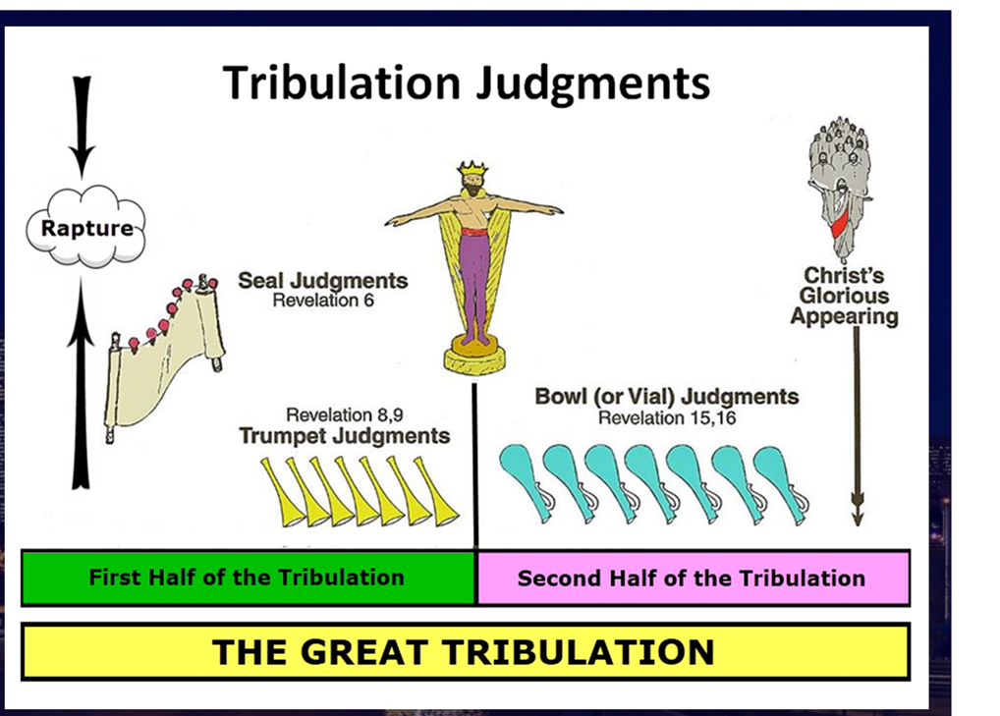 Tribulation Judgments
Rapture
Seal Judgments
Revelation 6
Christ's
Glorious
Appearing
Revelation 8,9
Trumpet Judgments
Bowl (or Vial) Judgments
Revelation 15,16
First Half of the Tribulation
Second Half of the Tribulation
THE GREAT TRIBULATION